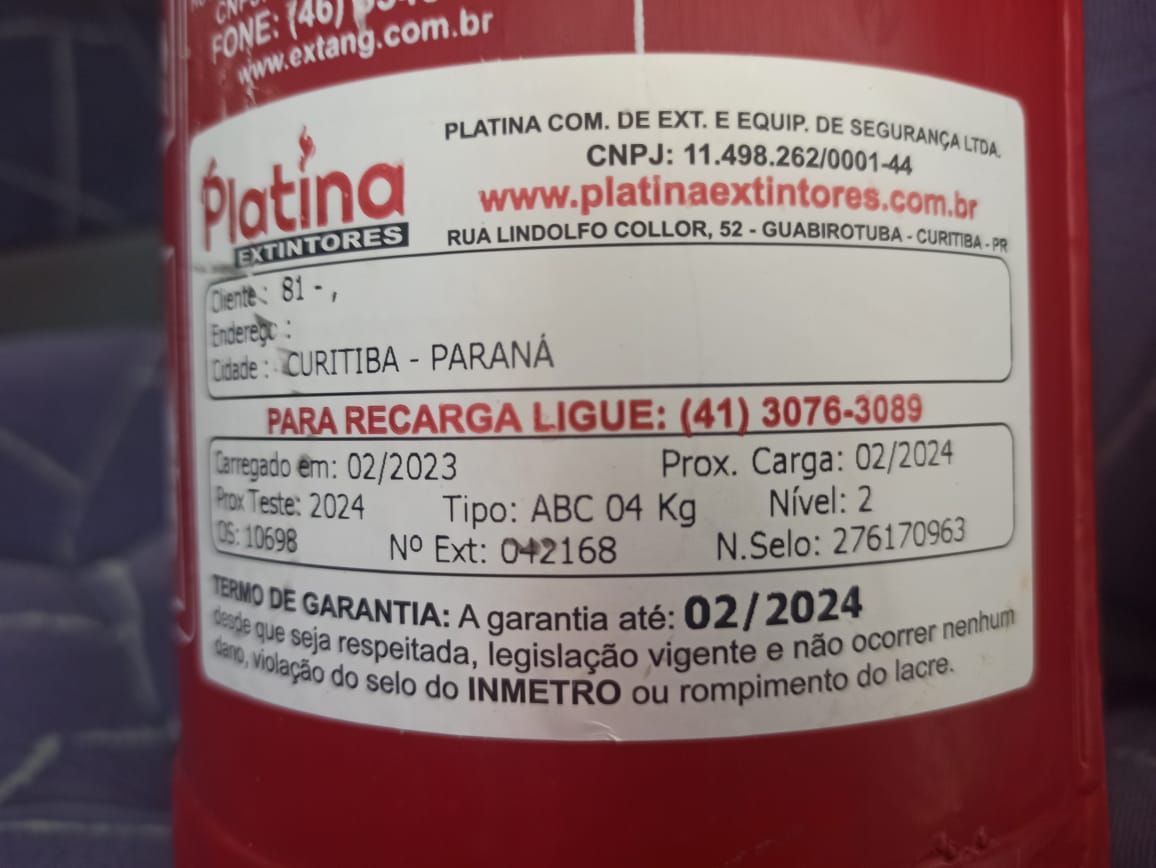 FONE: (46)
www.extang.com.br
Platina
EXTINTORES
PLATINA COM. DE EXT. E EQUIP. DE SEGURANÇA LTDA.
CNPJ: 11.498.262/0001-44
www.platinaextintores.com.br
RUA LINDOLFO COLLOR, 52 - GUABIROTUBA - CURITIBA - PR
Cliente : 81 - ,
Endereço :
Cidade : CURITIBA - PARANÁ
PARA RECARGA LIGUE: (41) 3076-3089
Carregado em: 02/2023 Prox. Carga: 02/2024
Prox Teste: 2024 Tipo: ABC 04 Kg Nível: 2
OS: 10698 Nº Ext: 042168 N.Selo: 276170963
TERMO DE GARANTIA: A garantia até: 02/2024
desde que seja respeitada, legislação vigente e não ocorrer nenhum
dano, violação do selo do INMETRO ou rompimento do lacre.